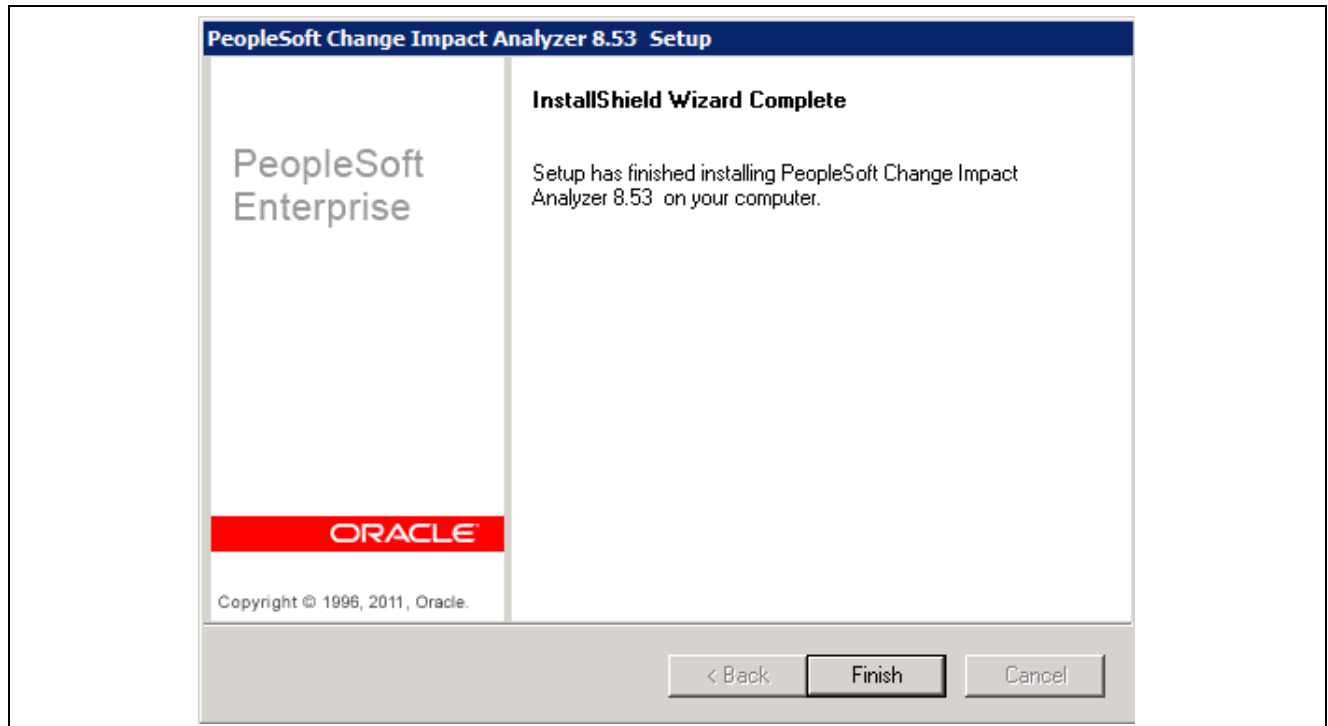 PeopleSoft Change Impact Analyzer 8.53 Setup
PeopleSoft
Enterprise
InstallShield Wizard Complete
Setup has finished installing PeopleSoft Change Impact
Analyzer 8.53 on your computer.
ORACLE
Copyright © 1996, 2011, Oracle.
< Back
Finish
Cancel